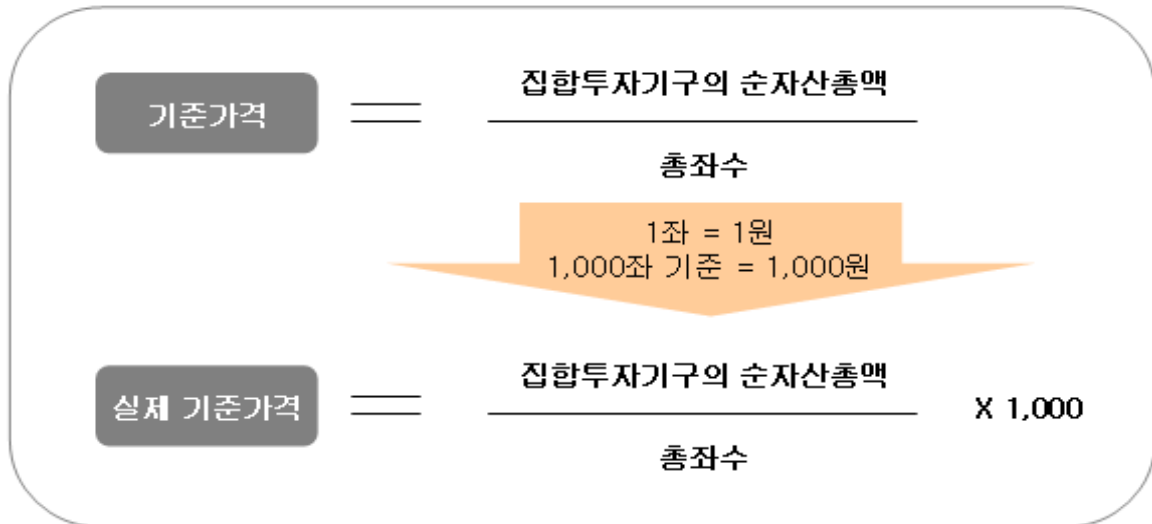 집합투자기구의 순자산총액
기준가격
총좌수
1좌 = 1원
1,000좌 기준 = 1,000원
집합투자기구의 순자산총액
실제 기준가격
X 1,000
총좌수